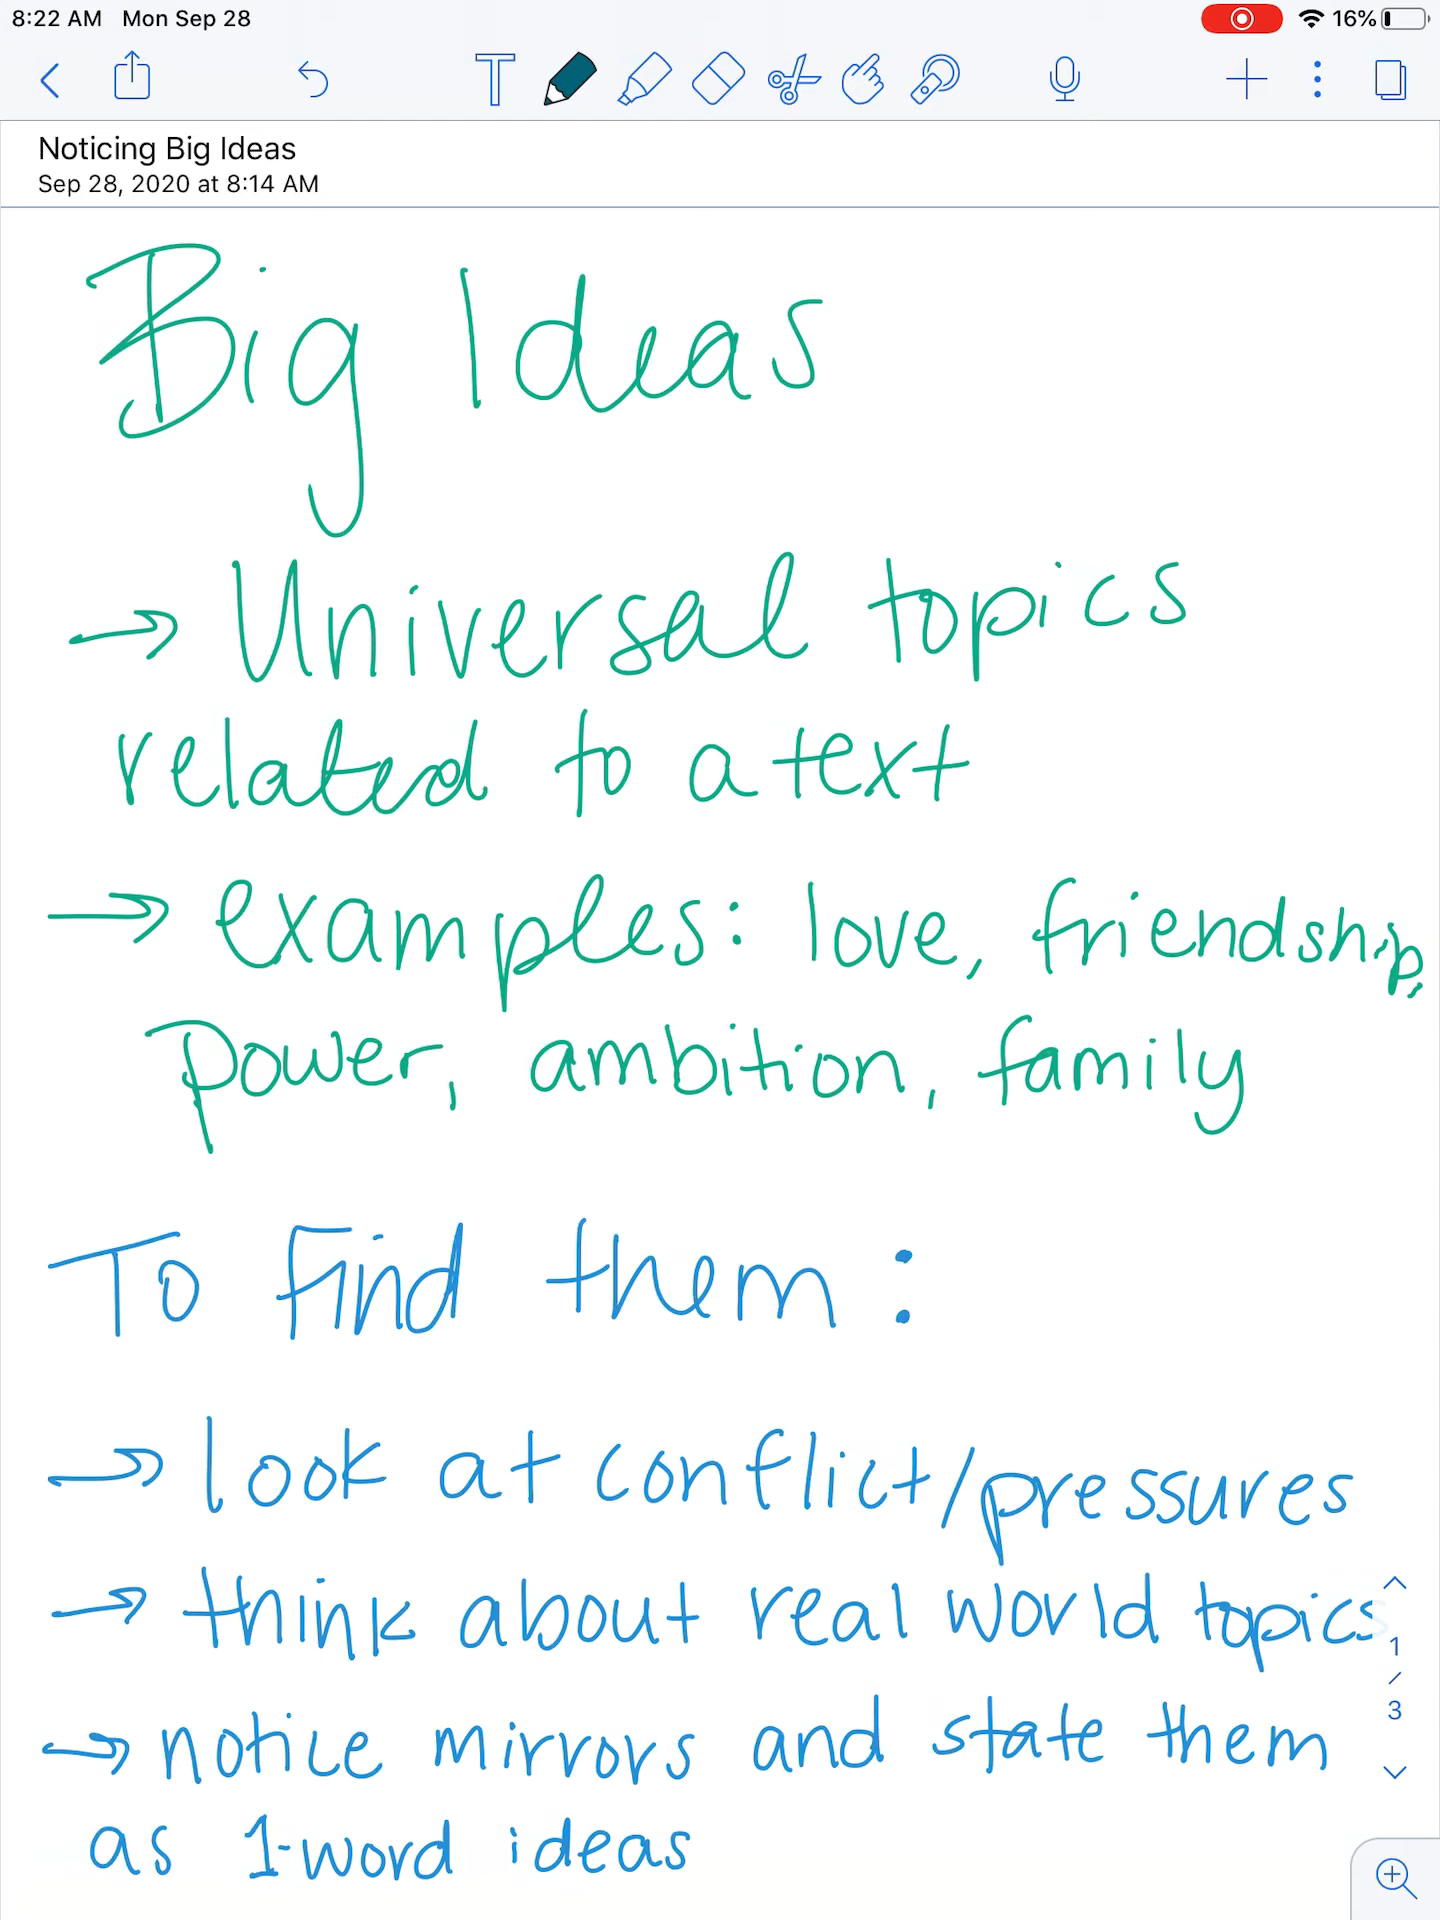 8:22 AM Mon Sep 28 16%
T
Noticing Big Ideas
Sep 28, 2020 at 8:14 AM
Big Ideas
→ Universal topics
related to a text
→ examples: love, friendship,
power, ambition, family
To Find them:
→ look at conflict/pressures
→ think about real world topics
→ notice mirrors and state them
as 1-word ideas
1
/
3